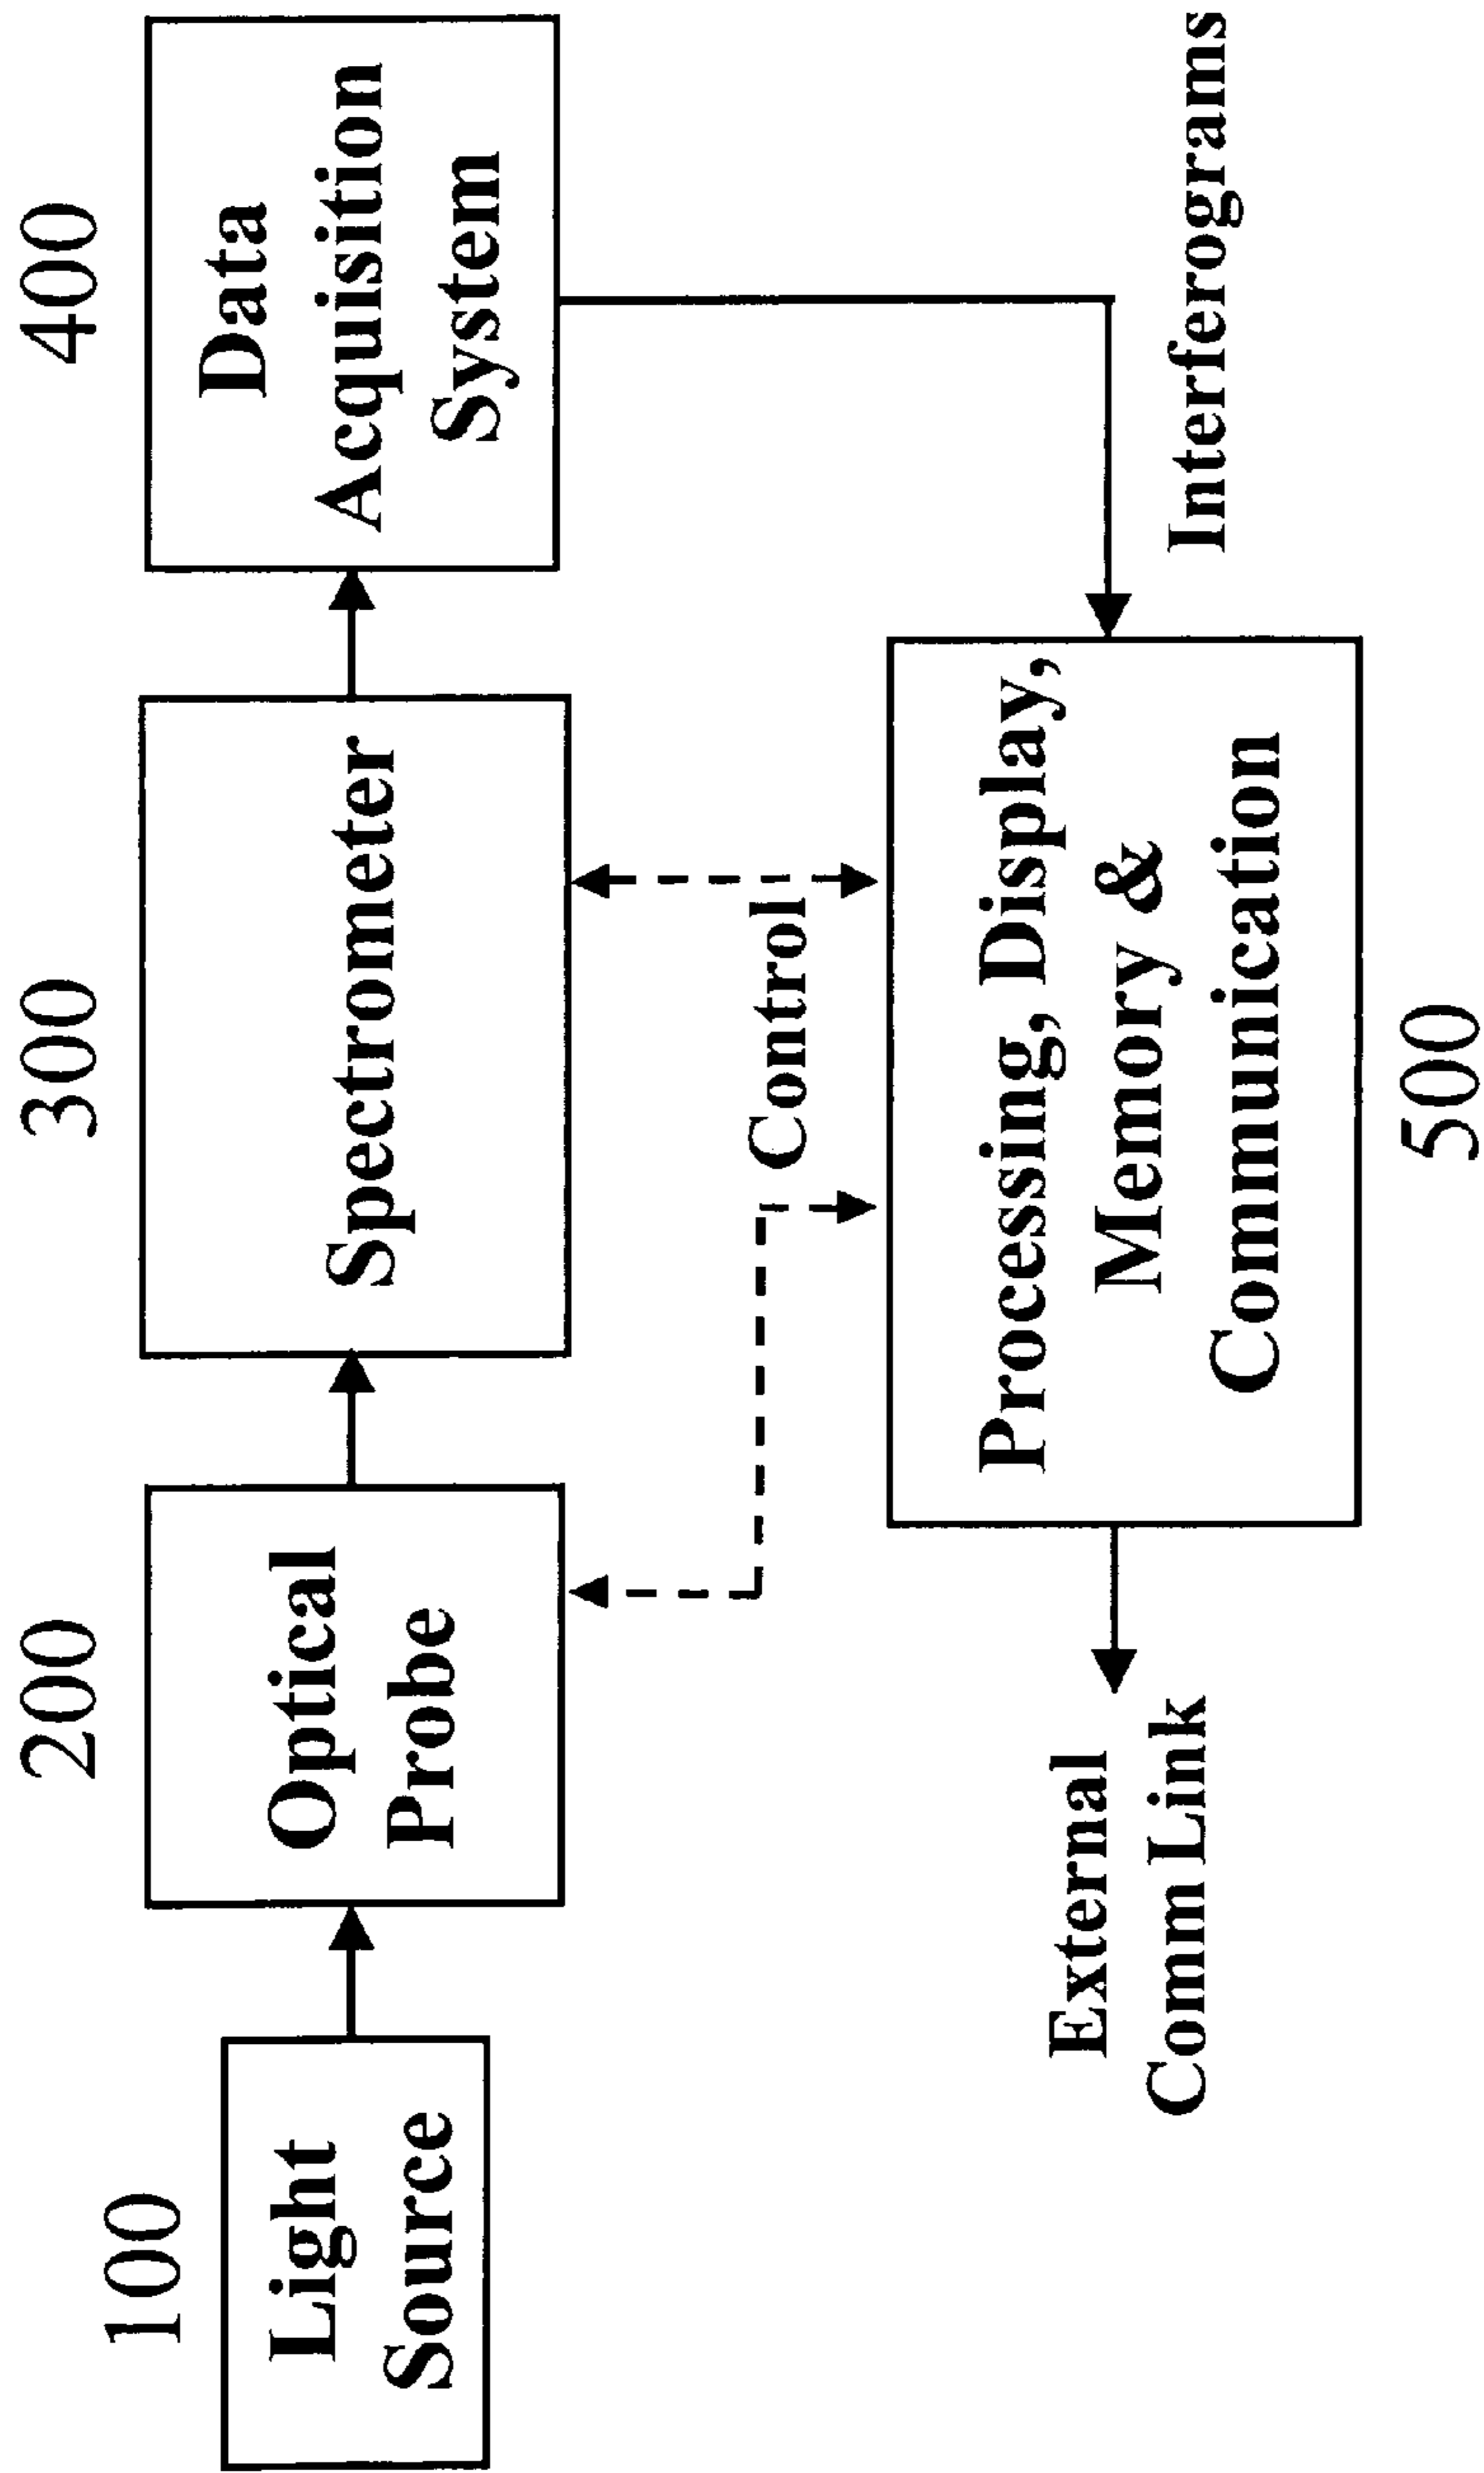 100
Light
Source
200
Optical
Probe
300
Spectrometer
400
Data
Acquisition
System
Control
Processing, Display,
Memory &
Communication
500
Interferograms
External
Comm Link